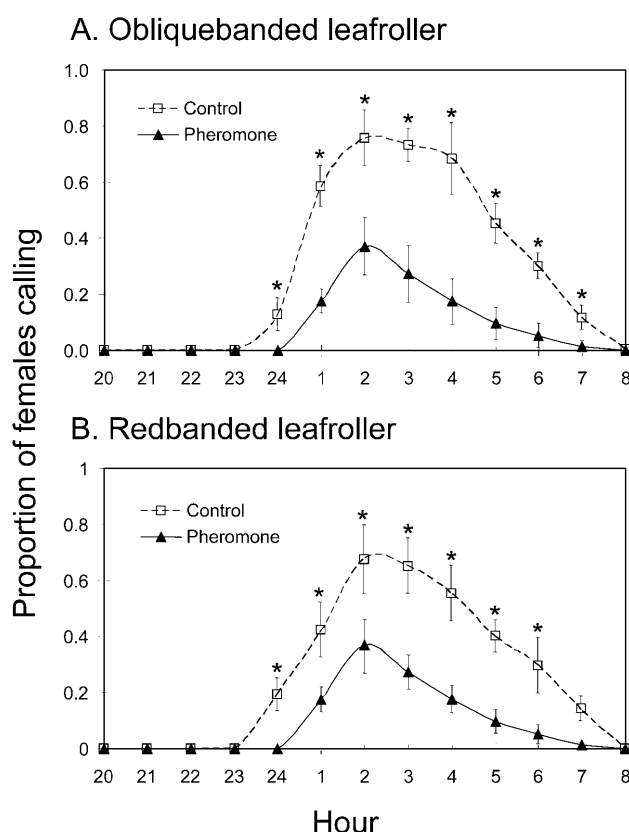 A. Obliquebanded leafroller
1.0
0.8
0.6
0.4
0.2
0.0
Control
Pheromone
* * * * * * * *
20 21 22 23 24 1 2 3 4 5 6 7 8
Proportion of females calling
B. Redbanded leafroller
1
0.8
0.6
0.4
0.2
0
Control
Pheromone
* * * * * * *
20 21 22 23 24 1 2 3 4 5 6 7 8
Hour